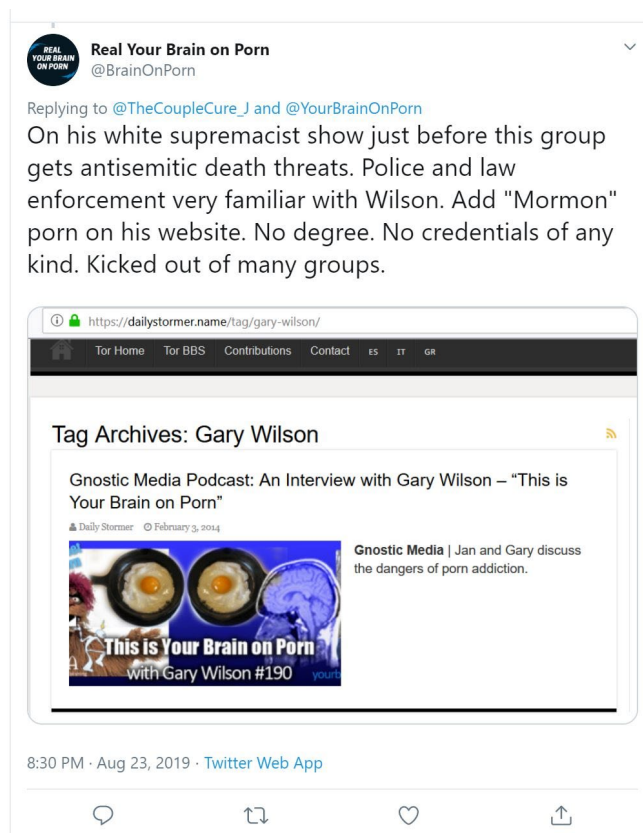 REAL
YOUR BRAIN
ON PORN
Real Your Brain on Porn
@BrainOnPorn
Replying to @TheCoupleCure_J and @YourBrainOnPorn
On his white supremacist show just before this group
gets antisemitic death threats. Police and law
enforcement very familiar with Wilson. Add "Mormon"
porn on his website. No degree. No credentials of any
kind. Kicked out of many groups.
https://dailystormer.name/tag/gary-wilson/
Tor Home Tor BBS Contributions Contact ES IT GR
Tag Archives: Gary Wilson
Gnostic Media Podcast: An Interview with Gary Wilson – “This is
Your Brain on Porn”
Daily Stormer February 3, 2014
Gnostic Media | Jan and Gary discuss
the dangers of porn addiction.
This is Your Brain on Porn
with Gary Wilson #190
8:30 PM · Aug 23, 2019 · Twitter Web App